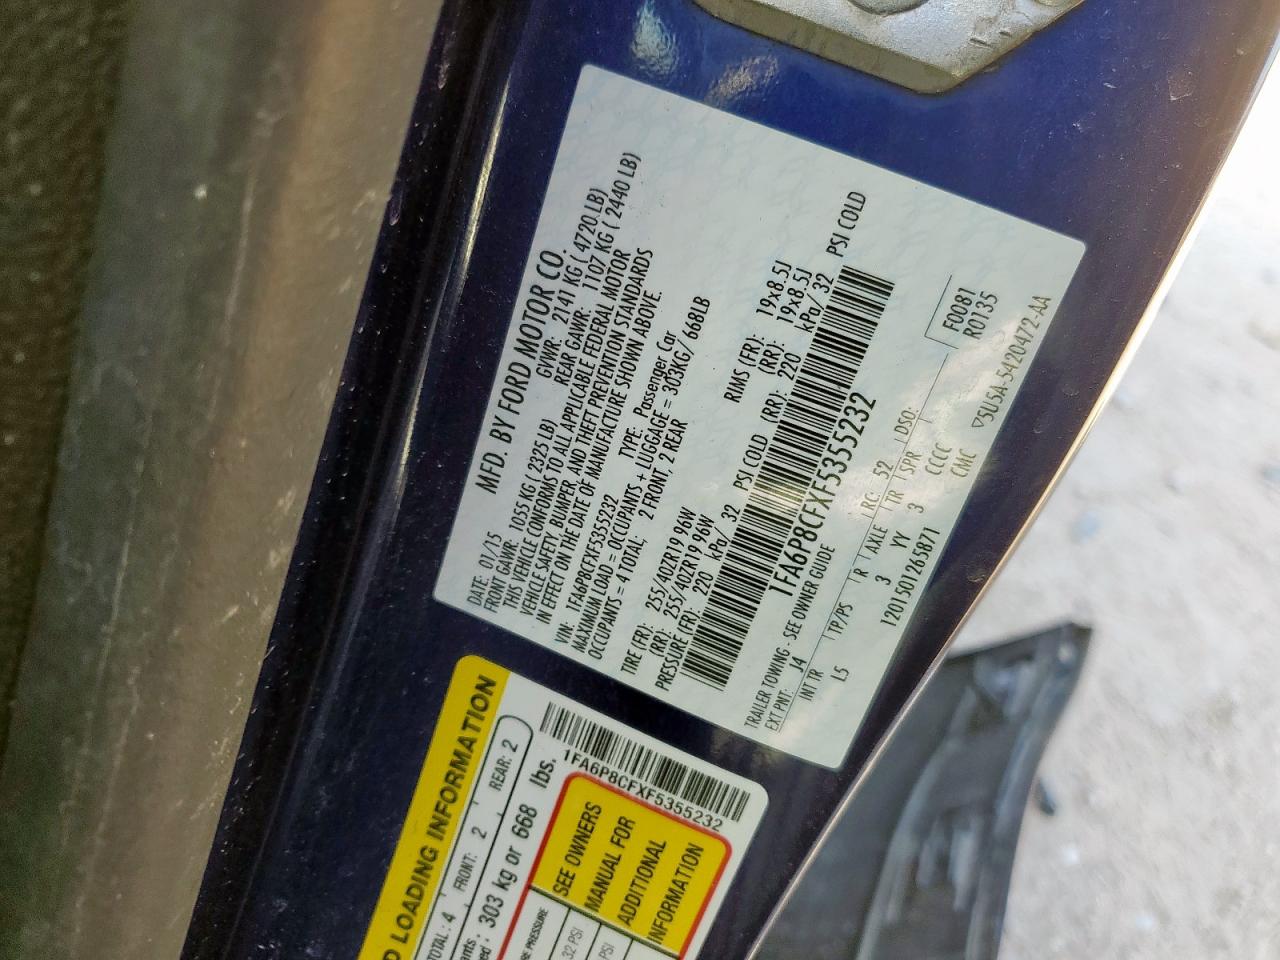 MFD. BY FORD MOTOR CO.
DATE: 01/15 GVWR: 2141 KG ( 4720 LB)
FRONT GAWR: 1055 KG ( 2325 LB) REAR GAWR: 1107 KG ( 2440 LB)
THIS VEHICLE CONFORMS TO ALL APPLICABLE FEDERAL MOTOR
VEHICLE SAFETY, BUMPER, AND THEFT PREVENTION STANDARDS
IN EFFECT ON THE DATE OF MANUFACTURE SHOWN ABOVE.
VIN: 1FA6P8CFXF5355232 TYPE: Passenger Car
MAXIMUM LOAD = OCCUPANTS + LUGGAGE = 303KG// 668LB
OCCUPANTS = 4 TOTAL; 2 FRONT, 2 REAR
TIRE (FR): 255/40ZR19 96W RIMS (FR): 19x8.5J
(RR): 255/40ZR19 96W (RR): 19x8.5J
PRESSURE (FR): 220 kPa/ 32 PSI COLD (RR): 220 kPa/ 32 PSI COLD
1FA6P8CFXF5355232
TRAILER TOWING - SEE OWNER GUIDE
EXT PNT: J4 RC: 52 DSO: F0081
INT TR TP/PS R AXLE TR SPR R0135
L5 3 YY 3 CCCC
CMC
1201501265871
▽5U5A-5420472-AA
LOADING INFORMATION
TOTAL: 4 FRONT: 2 REAR: 2
303 kg or 668 lbs.
1FA6P8CFXF5355232
SEE OWNERS
MANUAL FOR
ADDITIONAL
INFORMATION
PRESSURE
32 PSI
PSI